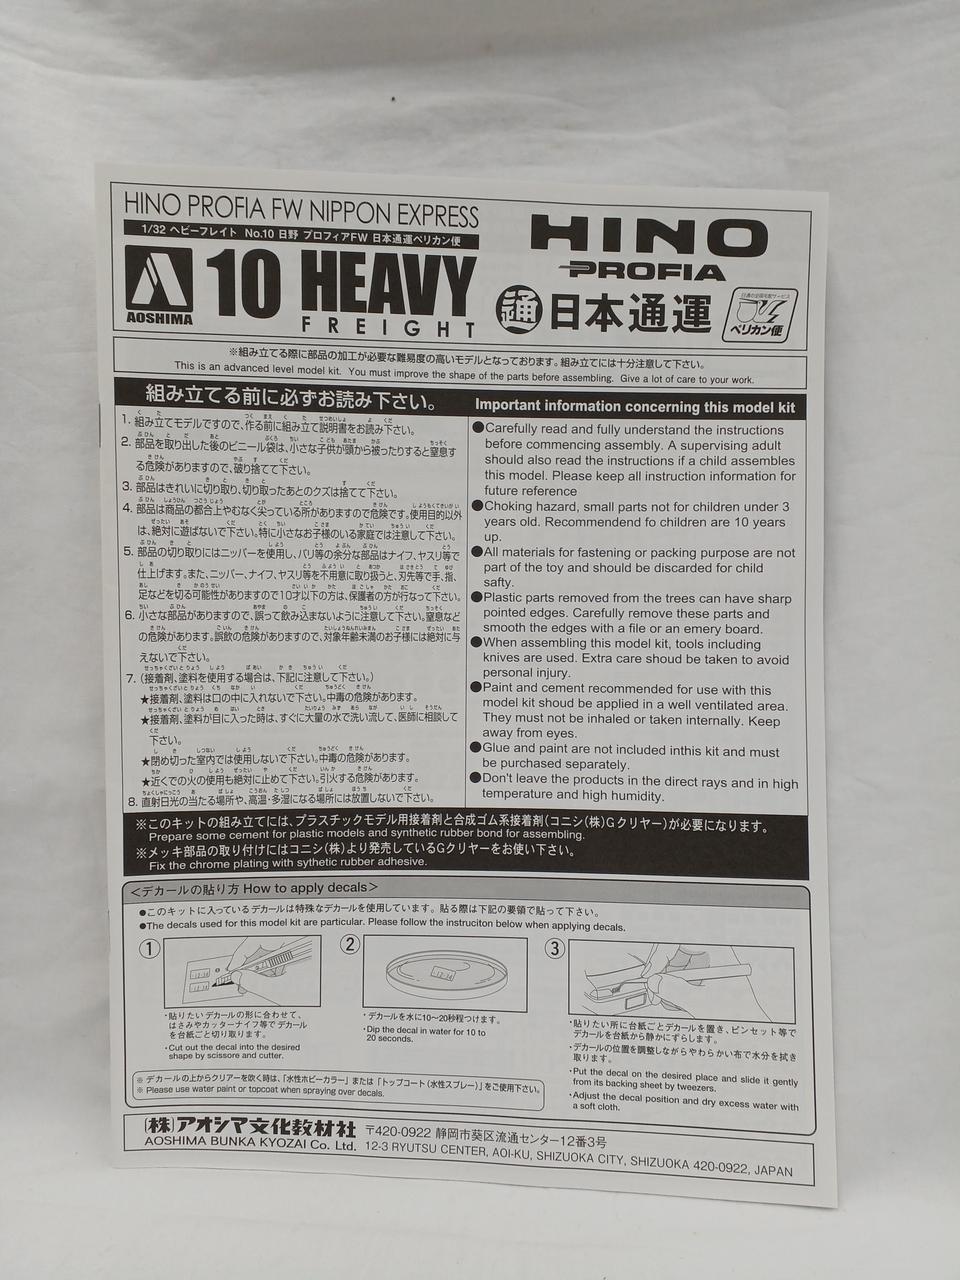 HINO PROFIA FW NIPPON EXPRESS
1/32 ヘビーフレイト No.10 日野 プロフィアFW 日本通運ペリカン便
AOSHIMA
10 HEAVY
FREIGHT
HINO
PROFIA
通 日本通運
日通の全国宅配サービス
ペリカン便
※組み立てる際に部品の加工が必要な難易度の高いモデルとなっております。組み立てには十分注意して下さい。
This is an advanced level model kit. You must improve the shape of the parts before assembling. Give a lot of care to your work.
組み立てる前に必ずお読み下さい。
1. 組み立てモデルですので、作る前に組み立て説明書をお読み下さい。
2. 部品を取り出した後のビニール袋は、小さな子供が頭から被ったりすると窒息す
る危険がありますので、破り捨てて下さい。
3. 部品はきれいに切り取り、切り取ったあとのクズは捨てて下さい。
4. 部品は商品の都合上やむなく尖っている所がありますので危険です。使用目的以外
は、絶対に遊ばないで下さい。特に小さなお子様のいる家庭では注意して下さい。
5. 部品の切り取りにはニッパーを使用し、バリ等の余分な部品はナイフ、ヤスリ等で
仕上げます。また、ニッパー、ナイフ、ヤスリ等を不用意に取り扱うと、刃先等で手、指、
足などを切る可能性がありますので10才以下の方は、保護者の方が行なって下さい。
6. 小さな部品がありますので、誤って飲み込まないように注意して下さい。窒息など
の危険があります。誤飲の危険がありますので、対象年齢未満のお子様には絶対に与
えないで下さい。
7. (接着剤、塗料を使用する場合は、下記に注意して下さい。)
★接着剤、塗料は口の中に入れないで下さい。中毒の危険があります。
★接着剤、塗料が目に入った時は、すぐに大量の水で洗い流して、医師に相談して
下さい。
★閉め切った室内では使用しないで下さい。中毒の危険があります。
★近くでの火の使用も絶対に止めて下さい。引火する危険があります。
8. 直射日光の当たる場所や、高温・多湿になる場所には放置しないで下さい。
Important information concerning this model kit
●Carefully read and fully understand the instructions
before commencing assembly. A supervising adult
should also read the instructions if a child assembles
this model. Please keep all instruction information for
future reference
●Choking hazard, small parts not for children under 3
years old. Recommendend fo children are 10 years
up.
●All materials for fastening or packing purpose are not
part of the toy and should be discarded for child
safty.
●Plastic parts removed from the trees can have sharp
pointed edges. Carefully remove these parts and
smooth the edges with a file or an emery board.
●When assembling this model kit, tools including
knives are used. Extra care shoud be taken to avoid
personal injury.
●Paint and cement recommended for use with this
model kit shoud be applied in a well ventilated area.
They must not be inhaled or taken internally. Keep
away from eyes.
●Glue and paint are not included inthis kit and must
be purchased separately.
●Don't leave the products in the direct rays and in high
temperature and high humidity.
※このキットの組み立てには、プラスチックモデル用接着剤と合成ゴム系接着剤(コニシ(株)Gクリヤー)が必要になります。
Prepare some cement for plastic models and synthetic rubber bond for assembling.
※メッキ部品の取り付けにはコニシ(株)より発売しているGクリヤーをお使い下さい。
Fix the chrome plating with sythetic rubber adhesive.
<デカールの貼り方 How to apply decals>
●このキットに入っているデカールは特殊なデカールを使用しています。貼る際は下記の要領で貼って下さい。
●The decals used for this model kit are particular. Please follow the instruciton below when applying decals.
①
12-34
12-34
・貼りたいデカールの形に合わせて、
はさみやカッターナイフ等でデカール
を台紙ごと切り取ります。
・Cut out the decal into the desired
shape by scissore and cutter.
②
12-34
・デカールを水に10〜20秒程つけます。
・Dip the decal in water for 10 to
20 seconds.
③
・貼りたい所に台紙ごとデカールを置き、ピンセット等で
デカールを台紙から静かにずらします。
・デカールの位置を調整しながらやわらかい布で水分を拭き
取ります。
・Put the decal on the desired place and slide it gently
from its backing sheet by tweezers.
・Adjust the decal position and dry excess water with
a soft cloth.
※ デカールの上からクリアーを吹く時は、「水性ホビーカラー」または「トップコート(水性スプレー)」をご使用下さい。
※ Please use water paint or topcoat when spraying over decals.
(株)アオシマ文化教材社 〒420-0922 静岡市葵区流通センター12番3号
AOSHIMA BUNKA KYOZAI Co. Ltd. 12-3 RYUTSU CENTER, AOI-KU, SHIZUOKA CITY, SHIZUOKA 420-0922, JAPAN